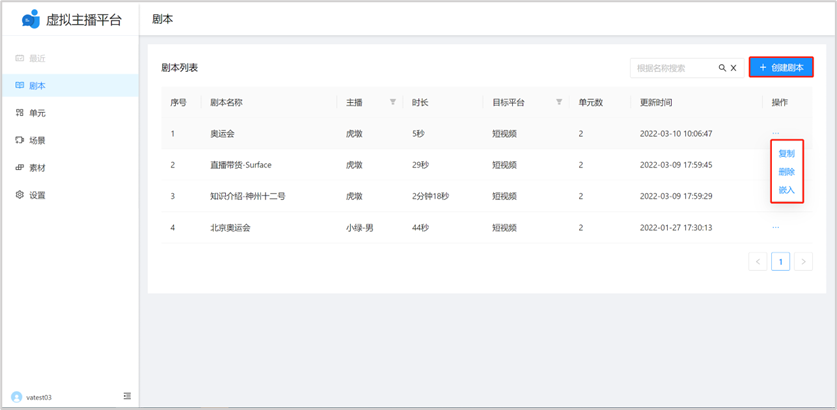 虚拟主播平台
剧本
最近
剧本
单元
场景
素材
设置
剧本列表
根据名称搜索
X
+ 创建剧本
序号 剧本名称 主播 时长 目标平台 单元数 更新时间 操作
1 奥运会 虎墩 5秒 短视频 2 2022-03-10 10:06:47 ...
2 直播带货-Surface 虎墩 29秒 短视频 2 2022-03-09 17:59:45
3 知识介绍-神州十二号 虎墩 2分钟18秒 短视频 2 2022-03-09 17:59:29
4 北京奥运会 小绿-男 44秒 短视频 2 2022-01-27 17:30:13 ...
复制
删除
嵌入
< 1 >
vatest03